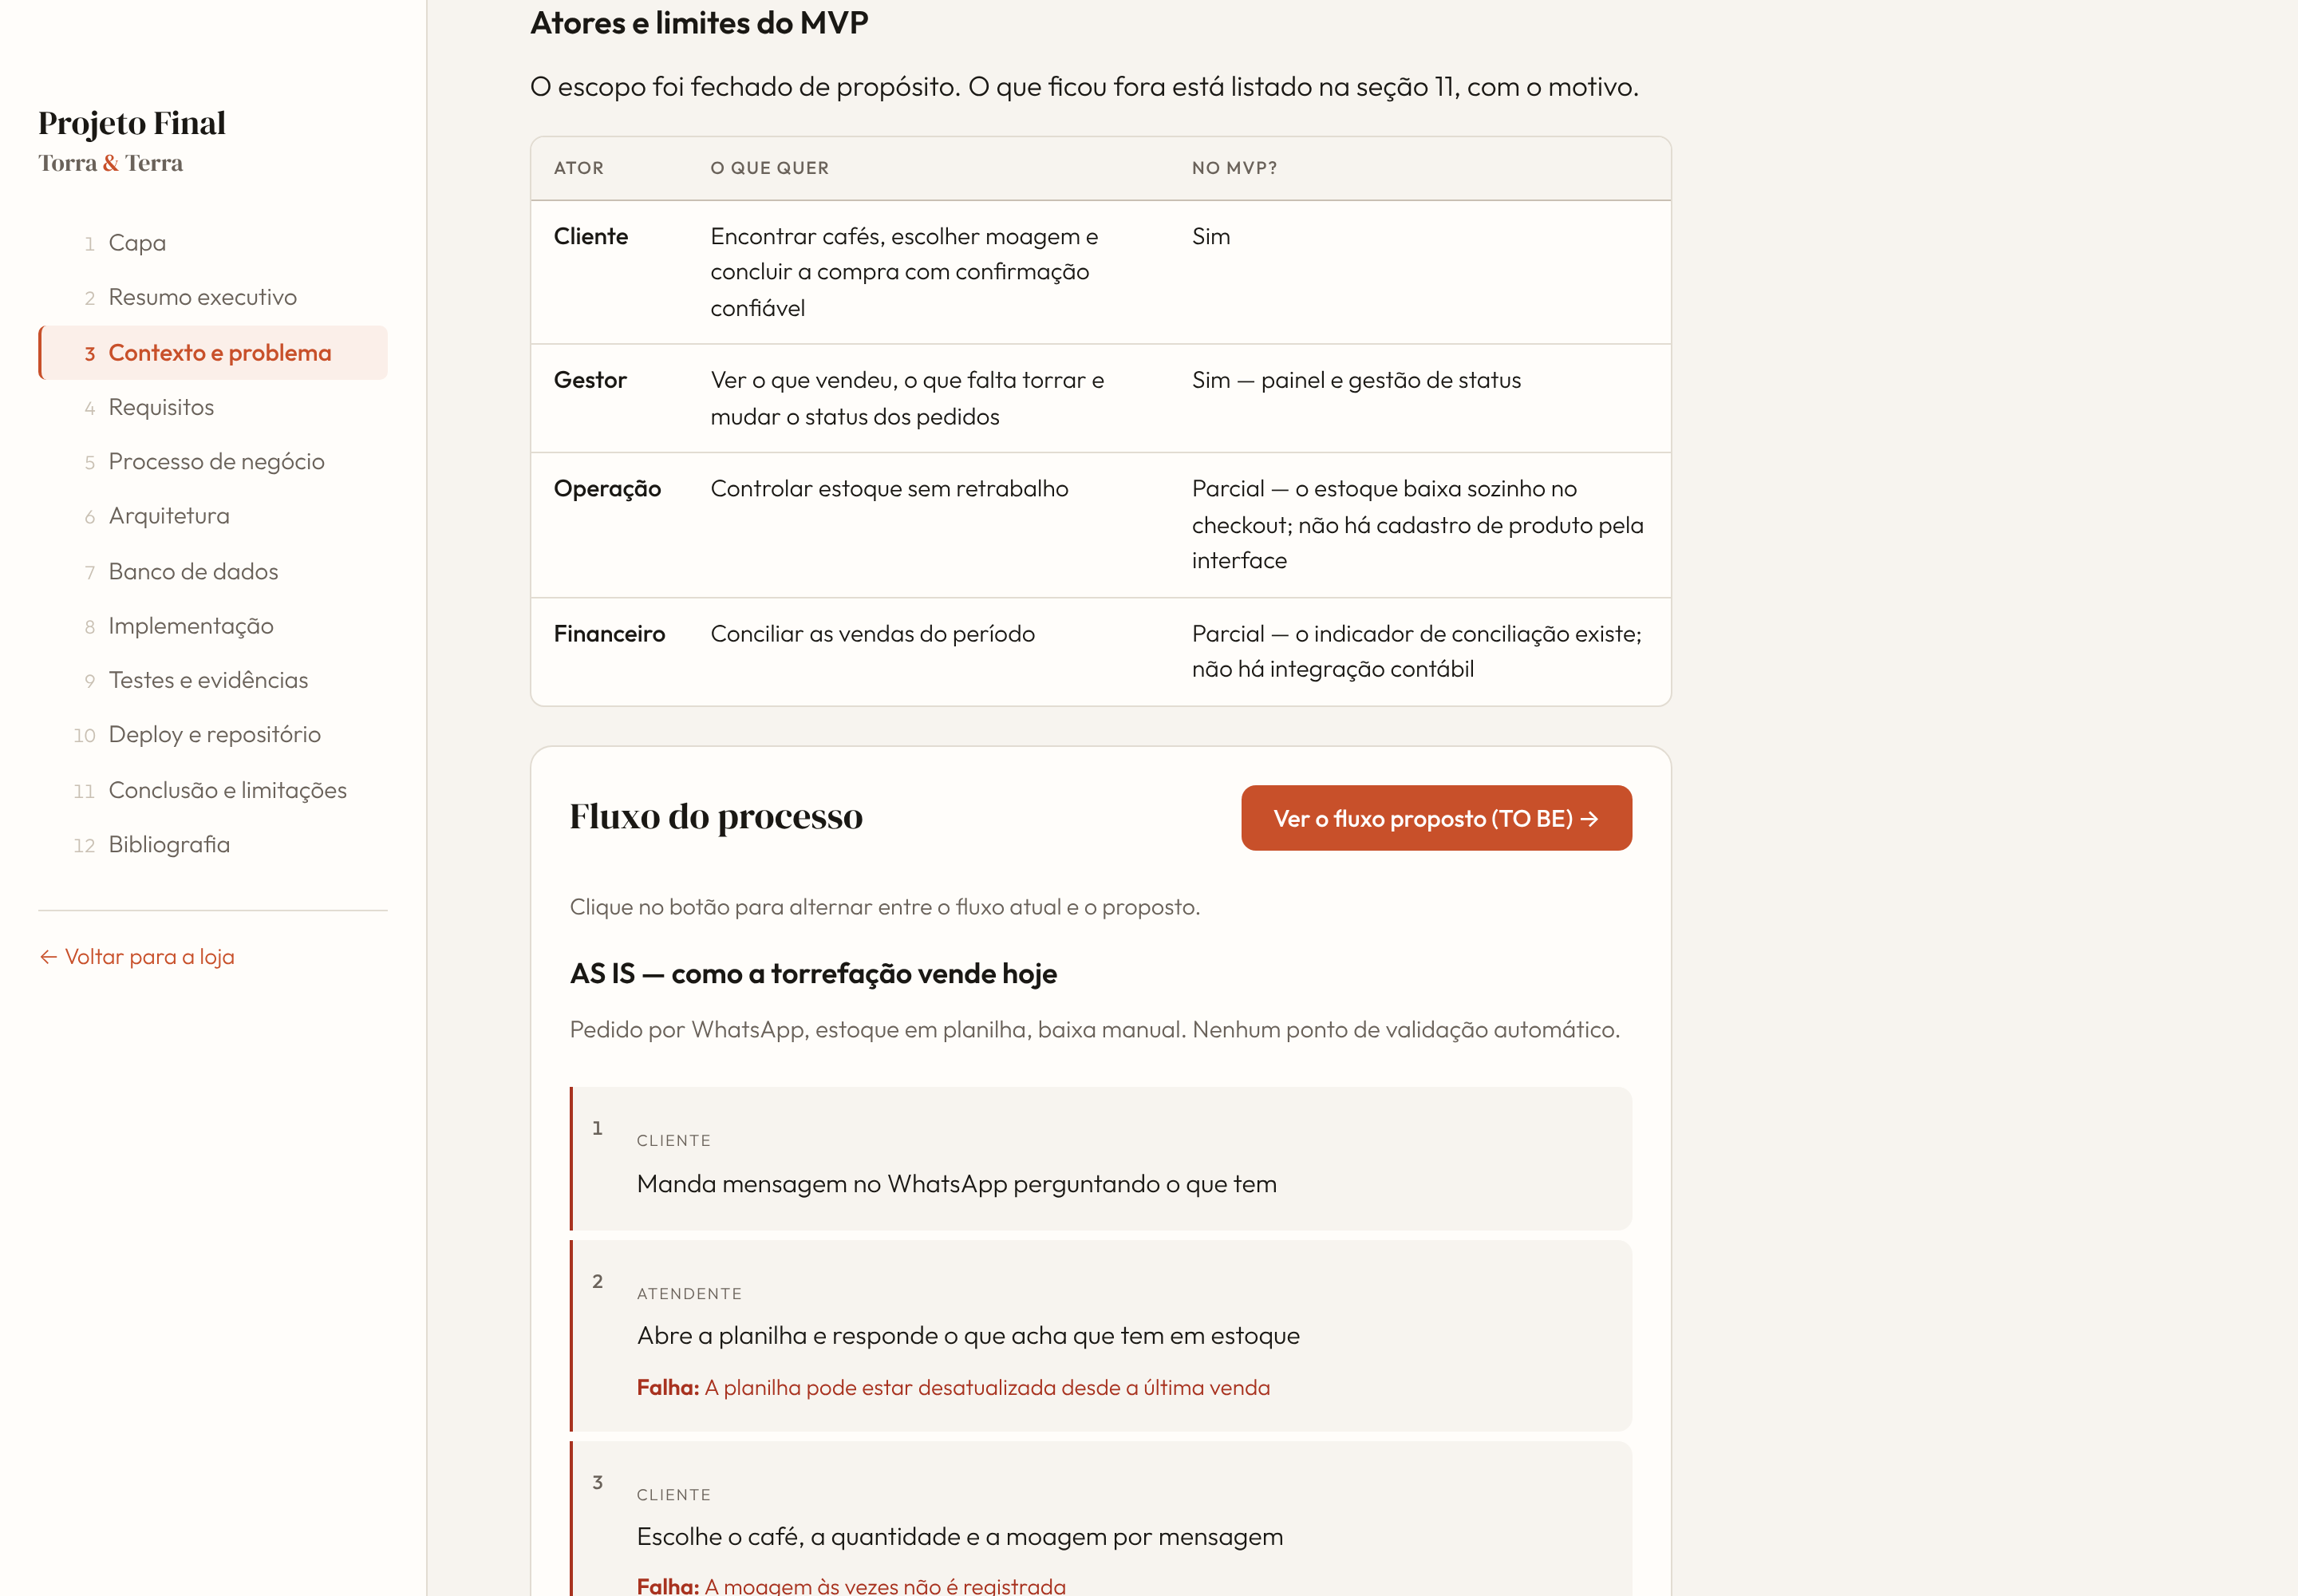 Projeto Final
Torra & Terra
1 Capa
2 Resumo executivo
3 Contexto e problema
4 Requisitos
5 Processo de negócio
6 Arquitetura
7 Banco de dados
8 Implementação
9 Testes e evidências
10 Deploy e repositório
11 Conclusão e limitações
12 Bibliografia
← Voltar para a loja
Atores e limites do MVP
O escopo foi fechado de propósito. O que ficou fora está listado na seção 11, com o motivo.
ATOR O QUE QUER NO MVP?
Cliente Encontrar cafés, escolher moagem e Sim
concluir a compra com confirmação
confiável
Gestor Ver o que vendeu, o que falta torrar e Sim — painel e gestão de status
mudar o status dos pedidos
Operação Controlar estoque sem retrabalho Parcial — o estoque baixa sozinho no
checkout; não há cadastro de produto pela
interface
Financeiro Conciliar as vendas do período Parcial — o indicador de conciliação existe;
não há integração contábil
Fluxo do processo
Ver o fluxo proposto (TO BE) →
Clique no botão para alternar entre o fluxo atual e o proposto.
AS IS — como a torrefação vende hoje
Pedido por WhatsApp, estoque em planilha, baixa manual. Nenhum ponto de validação automático.
1
CLIENTE
Manda mensagem no WhatsApp perguntando o que tem
2
ATENDENTE
Abre a planilha e responde o que acha que tem em estoque
Falha: A planilha pode estar desatualizada desde a última venda
3
CLIENTE
Escolhe o café, a quantidade e a moagem por mensagem
Falha: A moagem às vezes não é registrada